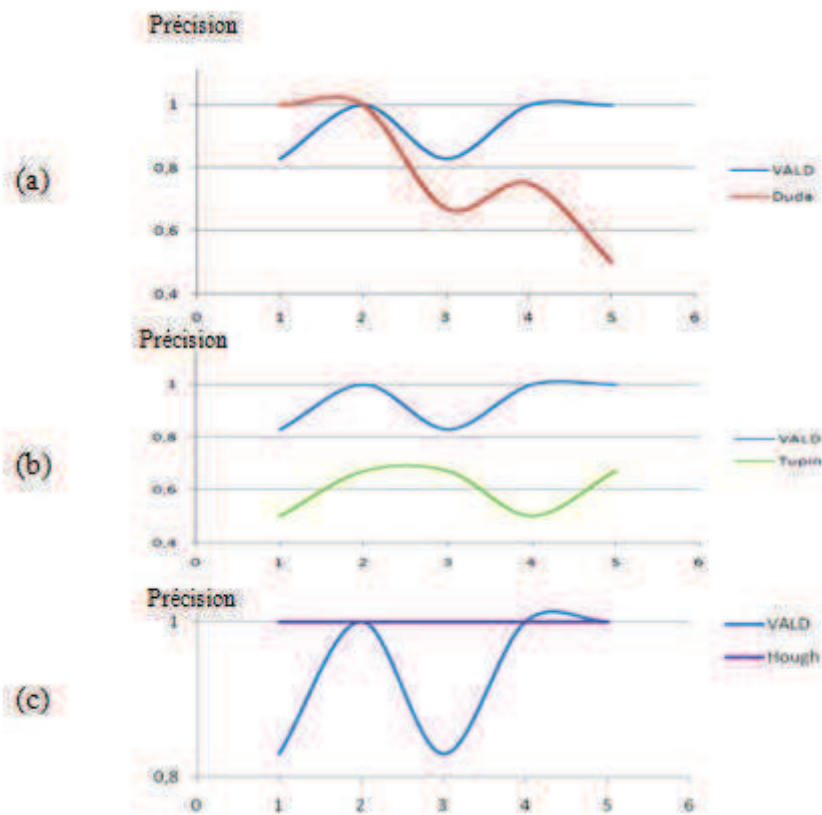 Précision
(a)
1
0,8
0,6
0,4
0 1 2 3 4 5 6
VALD
Duda
Précision
(b)
1
0,8
0,6
0,4
0 1 2 3 4 5 6
VALD
Tupin
Précision
(c)
1
0,8
0 1 2 3 4 5 6
VALD
Hough